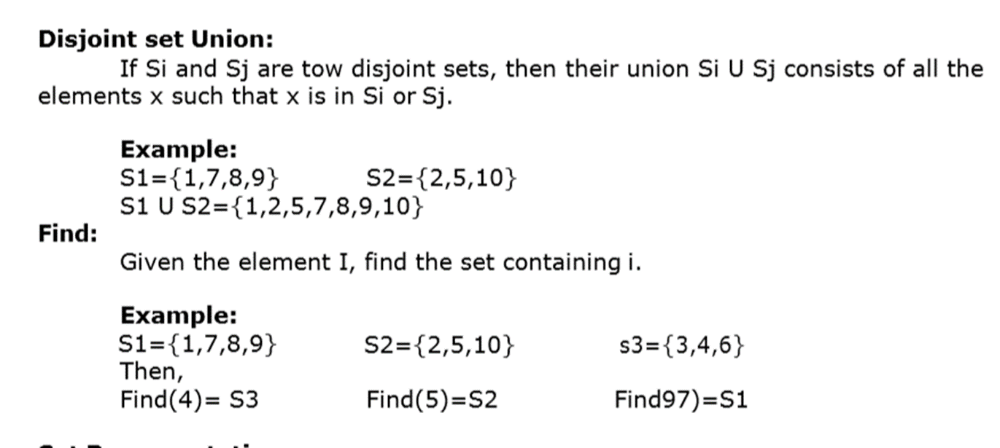 Disjoint set Union:
If Si and Sj are tow disjoint sets, then their union Si U Sj consists of all the
elements x such that x is in Si or Sj.
Example:
S1={1,7,8,9} S2={2,5,10}
S1 U S2={1,2,5,7,8,9,10}
Find:
Given the element I, find the set containing i.
Example:
S1={1,7,8,9} S2={2,5,10} s3={3,4,6}
Then,
Find(4)= S3 Find(5)=S2 Find97)=S1